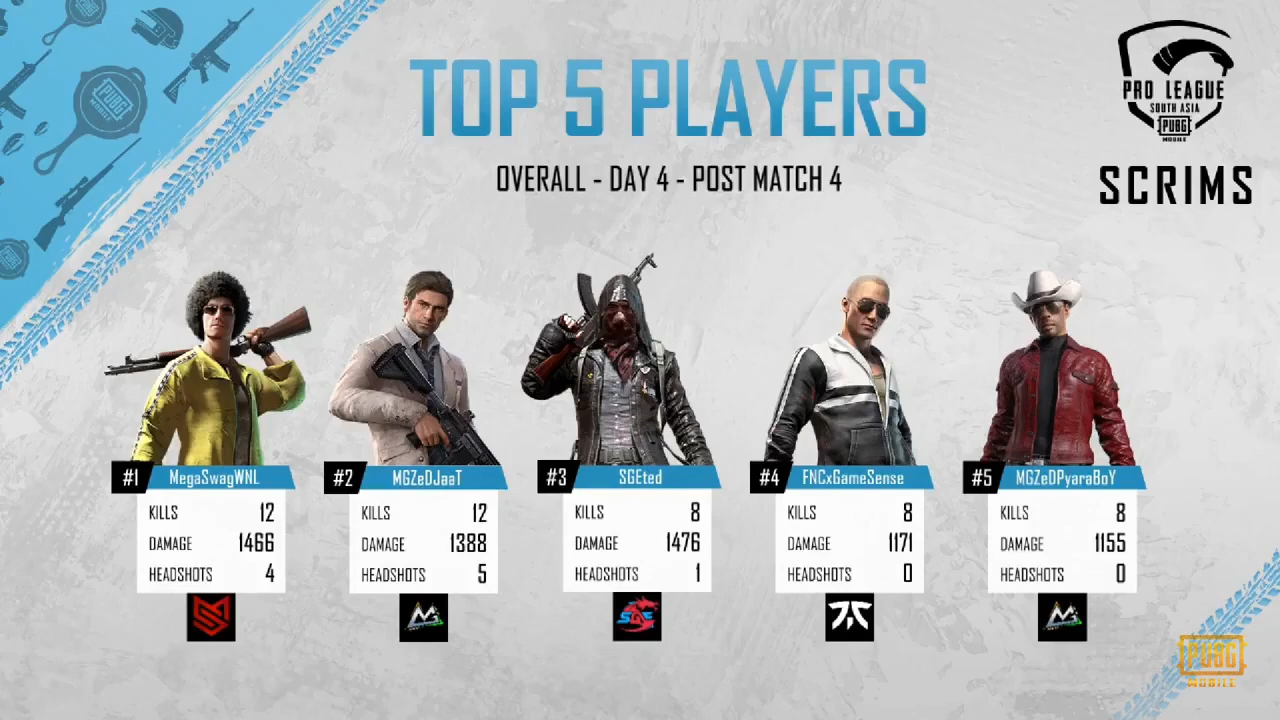 TOP 5 PLAYERS
OVERALL - DAY 4 - POST MATCH 4
PRO LEAGUE
SOUTH ASIA
PUBG
MOBILE
SCRIMS
PUBG
MOBILE
#1 MegaSwagWNL
KILLS 12
DAMAGE 1466
HEADSHOTS 4
#2 MGZeDJaaT
KILLS 12
DAMAGE 1388
HEADSHOTS 5
#3 SGEted
KILLS 8
DAMAGE 1476
HEADSHOTS 1
SGE
#4 FNCxGameSense
KILLS 8
DAMAGE 1171
HEADSHOTS 0
#5 MGZeDPyaraBoY
KILLS 8
DAMAGE 1155
HEADSHOTS 0
PUBG
MOBILE